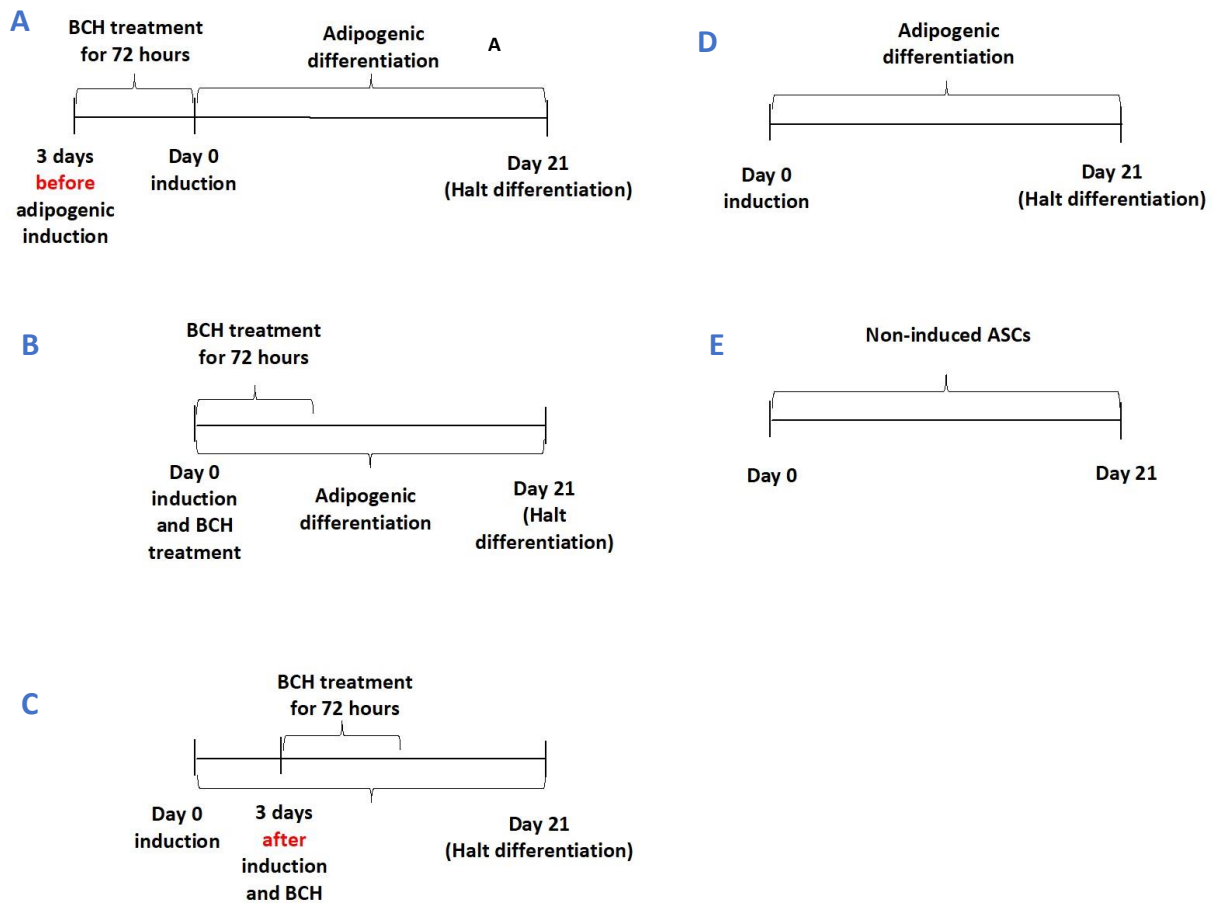 A
BCH treatment
for 72 hours
Adipogenic
differentiation
A
3 days
before
adipogenic
induction
Day 0
induction
Day 21
(Halt differentiation)
B
BCH treatment
for 72 hours
Day 0
induction
and BCH
treatment
Adipogenic
differentiation
Day 21
(Halt
differentiation)
C
BCH treatment
for 72 hours
Day 0
induction
3 days
after
induction
and BCH
Day 21
(Halt differentiation)
D
Adipogenic
differentiation
Day 0
induction
Day 21
(Halt differentiation)
E
Non-induced ASCs
Day 0
Day 21